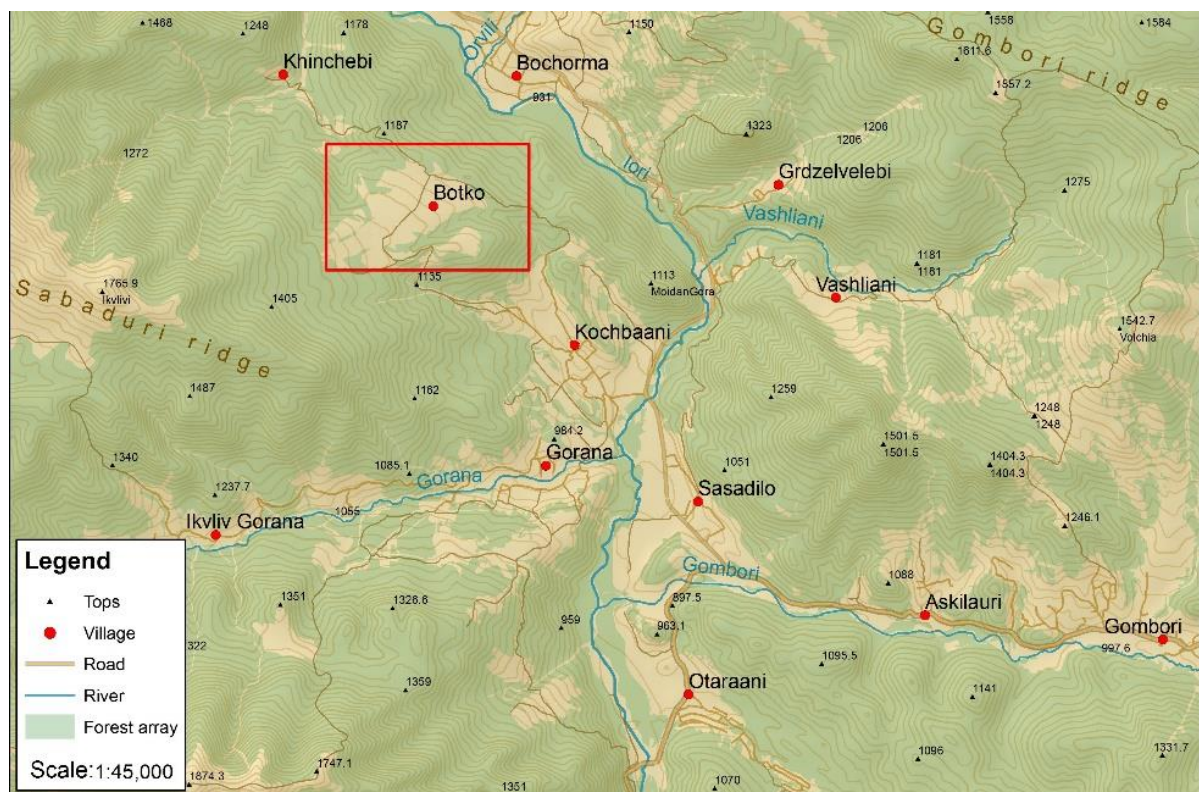 1468
1248
1178
1150
1558
1584
Gombori ridge
Khinchebi
Orvili
Bochorma
931
1611.6
1557.2
1187
1323
1206
1206
1272
Iori
Grdzelvelebi
1275
Botko
Vashliani
1181
1181
1765.9
Ikvlivi
1405
1135
1113
MoidanGora
Vashliani
Sabaduri ridge
1542.7
Volchia
Kochbaani
1487
1162
1259
1248
1248
984.2
1501.5
1501.5
1340
1085.1
Gorana
Gorana
1051
1404.3
1404.3
1237.7
Sasadilo
1055
Ikvliv Gorana
1246.1
Gombori
1088
1351
1326.6
897.5
Askilauri
959
963.1
Gombori
997.6
322
1095.5
1359
Otaraani
1141
1096
1331.7
1747.1
1874.3
1351
1070
Legend
Tops
Village
Road
River
Forest array
Scale:1:45,000